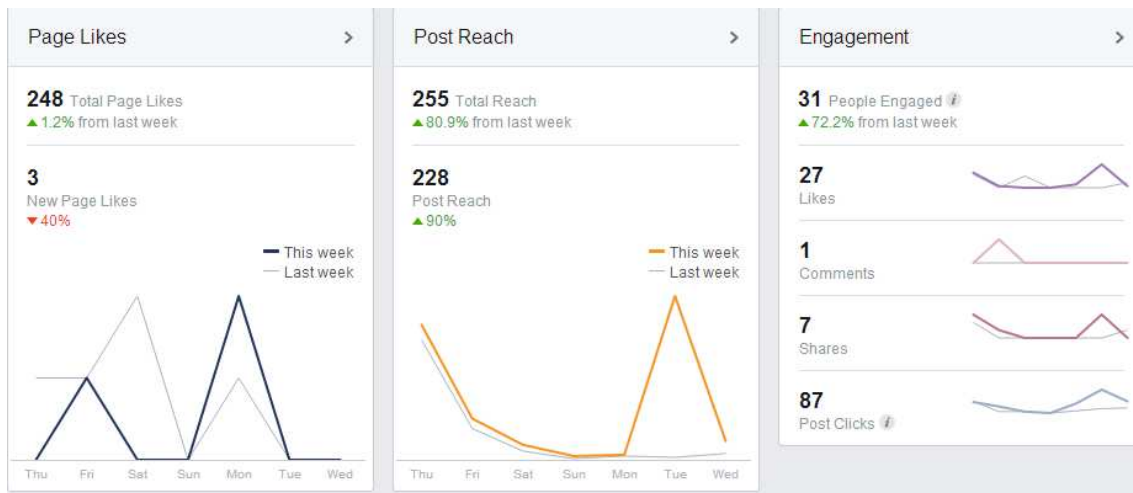 Page Likes >
248 Total Page Likes
▲ 1.2% from last week
3
New Page Likes
▼ 40%
This week
Last week
Thu Fri Sat Sun Mon Tue Wed
Post Reach >
255 Total Reach
▲ 80.9% from last week
228
Post Reach
▲ 90%
This week
Last week
Thu Fri Sat Sun Mon Tue Wed
Engagement >
31 People Engaged i
▲ 72.2% from last week
27
Likes
1
Comments
7
Shares
87
Post Clicks i